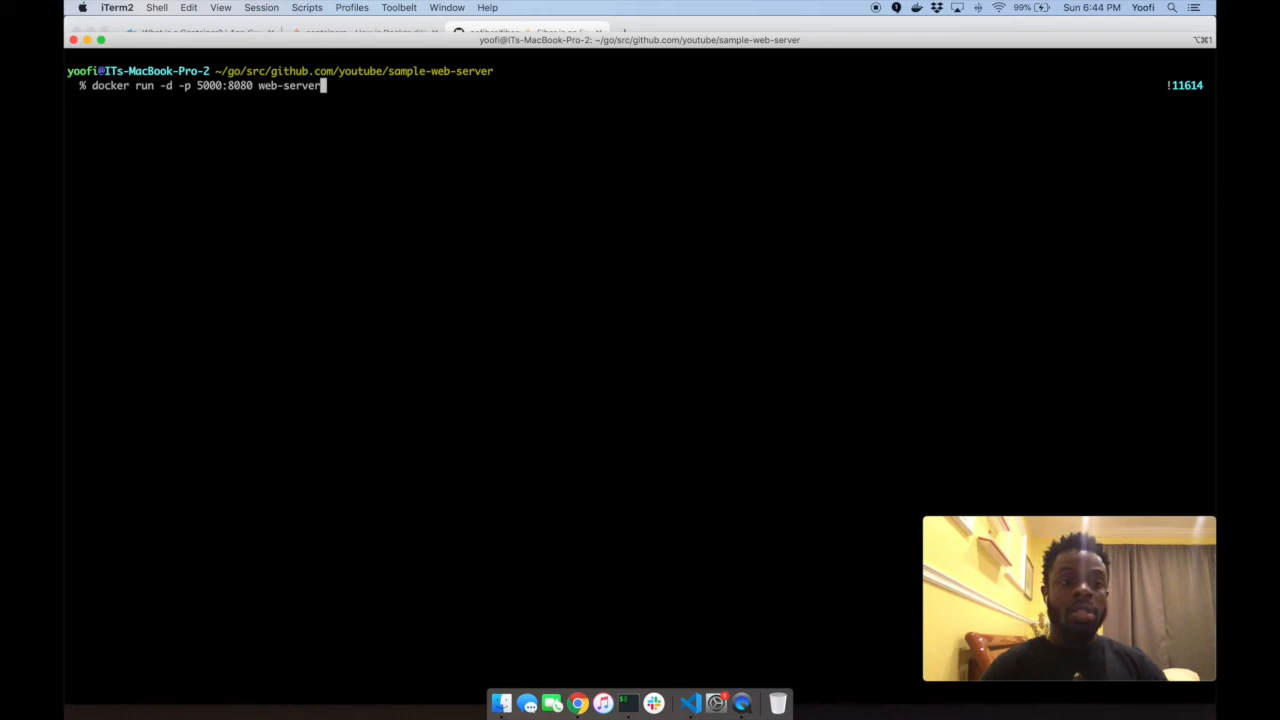 iTerm2 Shell Edit View Session Scripts Profiles Toolbelt Window Help 99% Sun 6:44 PM Yoofi
yoofi@ITs-MacBook-Pro-2: ~/go/src/github.com/youtube/sample-web-server ⌥⌘1
yoofi@ITs-MacBook-Pro-2 ~/go/src/github.com/youtube/sample-web-server
% docker run -d -p 5000:8080 web-server !11614